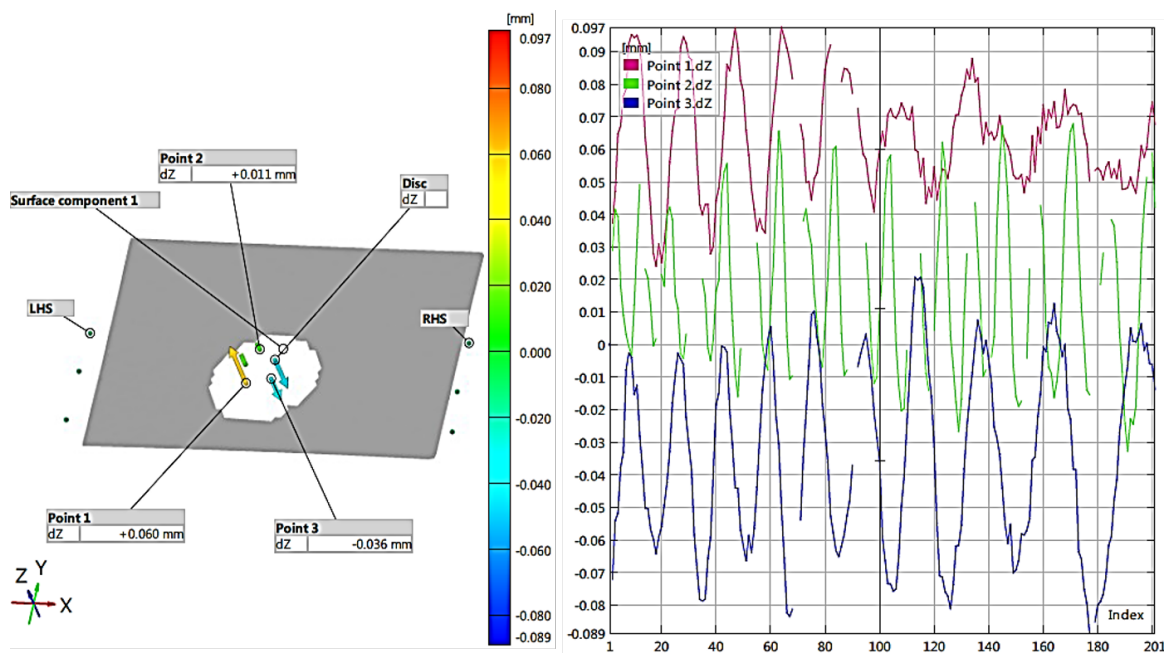 [mm]
0.097
0.080
0.060
0.040
0.020
0.000
-0.020
-0.040
-0.060
-0.080
-0.089
Point 2
dZ +0.011 mm
Surface component 1
Disc
dZ
LHS
RHS
Point 1
dZ +0.060 mm
Point 3
dZ -0.036 mm
Z Y
X
0.097
0.09
0.08
0.07
0.06
0.05
0.04
0.03
0.02
0.01
0
-0.01
-0.02
-0.03
-0.04
-0.05
-0.06
-0.07
-0.08
-0.089
[mm]
Point 1.dZ
Point 2.dZ
Point 3.dZ
Index
1 20 40 60 80 100 120 140 160 180 201